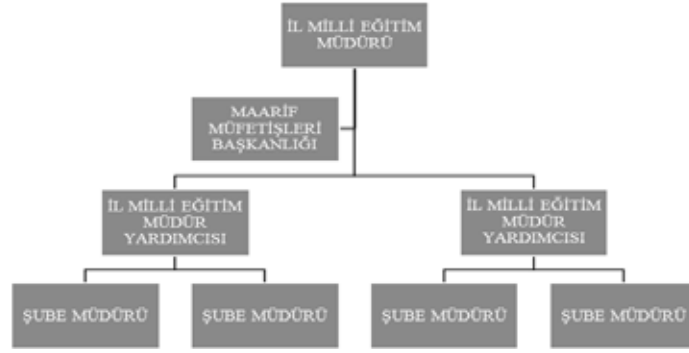 İL MİLLİ EĞİTİM
MÜDÜRÜ
MAARİF
MÜFETİŞLERİ
BAŞKANLIĞI
İL MİLLİ EĞİTİM
MÜDÜR
YARDIMCISI
İL MİLLİ EĞİTİM
MÜDÜR
YARDIMCISI
ŞUBE MÜDÜRÜ
ŞUBE MÜDÜRÜ
ŞUBE MÜDÜRÜ
ŞUBE MÜDÜRÜ